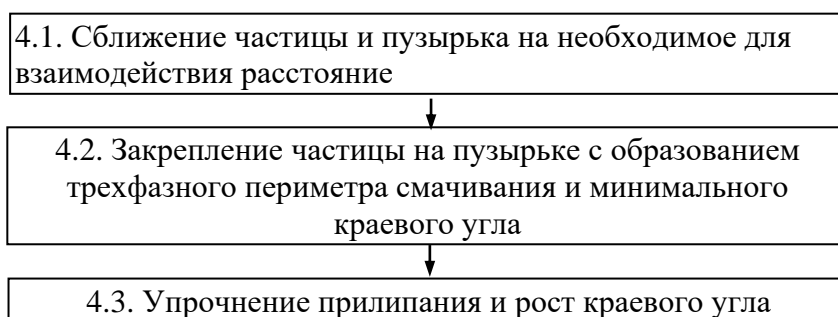 4.1. Сближение частицы и пузырька на необходимое для
взаимодействия расстояние
4.2. Закрепление частицы на пузырьке с образованием
трехфазного периметра смачивания и минимального
краевого угла
4.3. Упрочнение прилипания и рост краевого угла